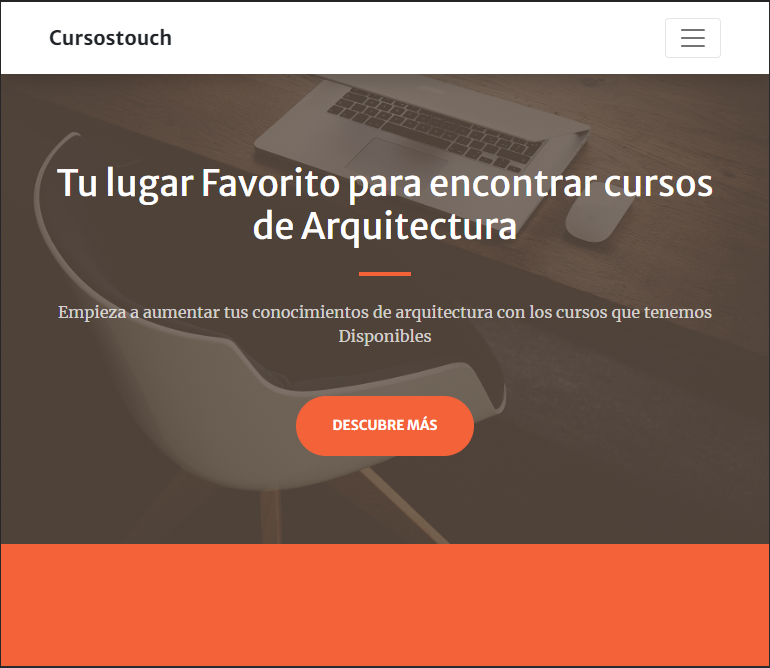 Cursostouch
Tu lugar Favorito para encontrar cursos
de Arquitectura
Empieza a aumentar tus conocimientos de arquitectura con los cursos que tenemos
Disponibles
DESCUBRE MÁS